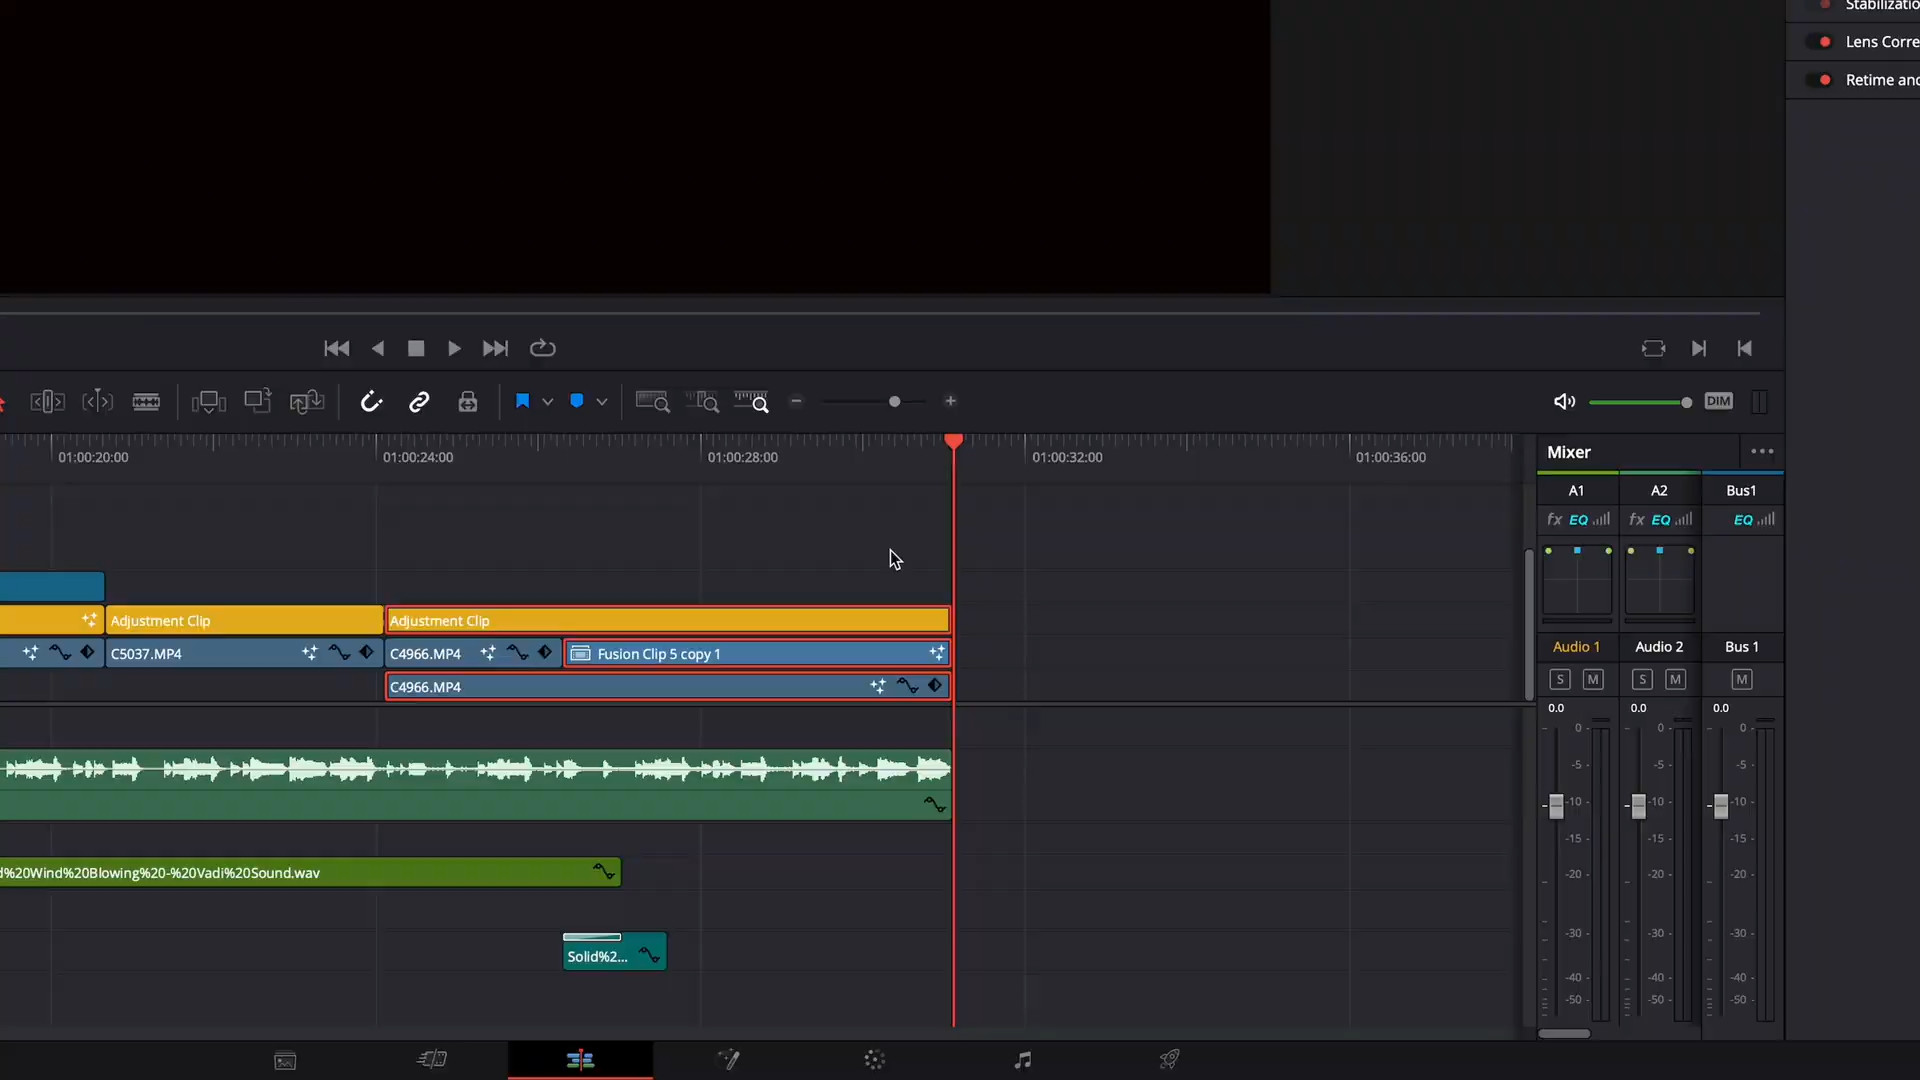 Stabilizatio
Lens Corre
Retime and
DIM
01:00:20:00
01:00:24:00
01:00:28:00
01:00:32:00
01:00:36:00
Mixer
A1
A2
Bus1
fx EQ
fx EQ
EQ
Adjustment Clip
Adjustment Clip
C5037.MP4
C4966.MP4
Fusion Clip 5 copy 1
C4966.MP4
Audio 1
Audio 2
Bus 1
S M
S M
M
0.0
0.0
0.0
0
-5
-10
-15
-20
-30
-40
-50
0
-5
-10
-15
-20
-30
-40
-50
0
-5
-10
-15
-20
-30
-40
-50
d%20Wind%20Blowing%20-%20Vadi%20Sound.wav
Solid%2...